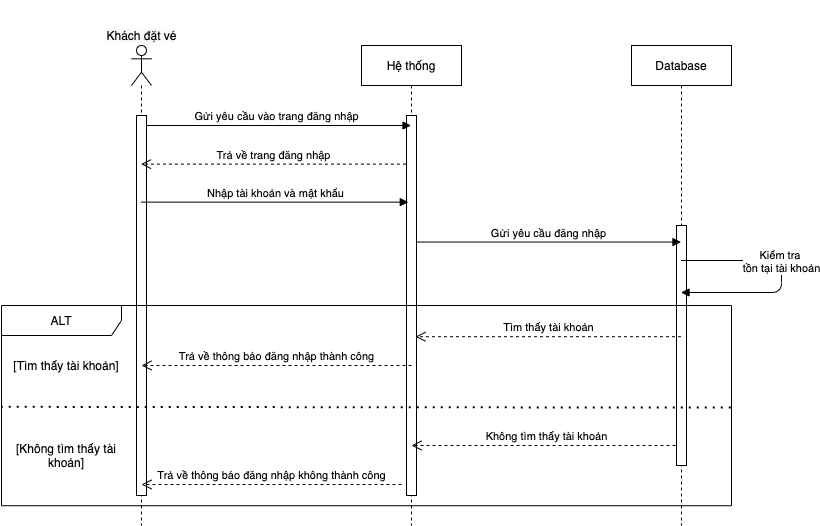 Khách đặt vé
Hệ thống
Database
Gửi yêu cầu vào trang đăng nhập
Trả về trang đăng nhập
Nhập tài khoản và mật khẩu
Gửi yêu cầu đăng nhập
Kiểm tra
tồn tại tài khoản
ALT
Tìm thấy tài khoản
Trả về thông báo đăng nhập thành công
[Tìm thấy tài khoản]
Không tìm thấy tài khoản
[Không tìm thấy tài
khoản]
Trả về thông báo đăng nhập không thành công